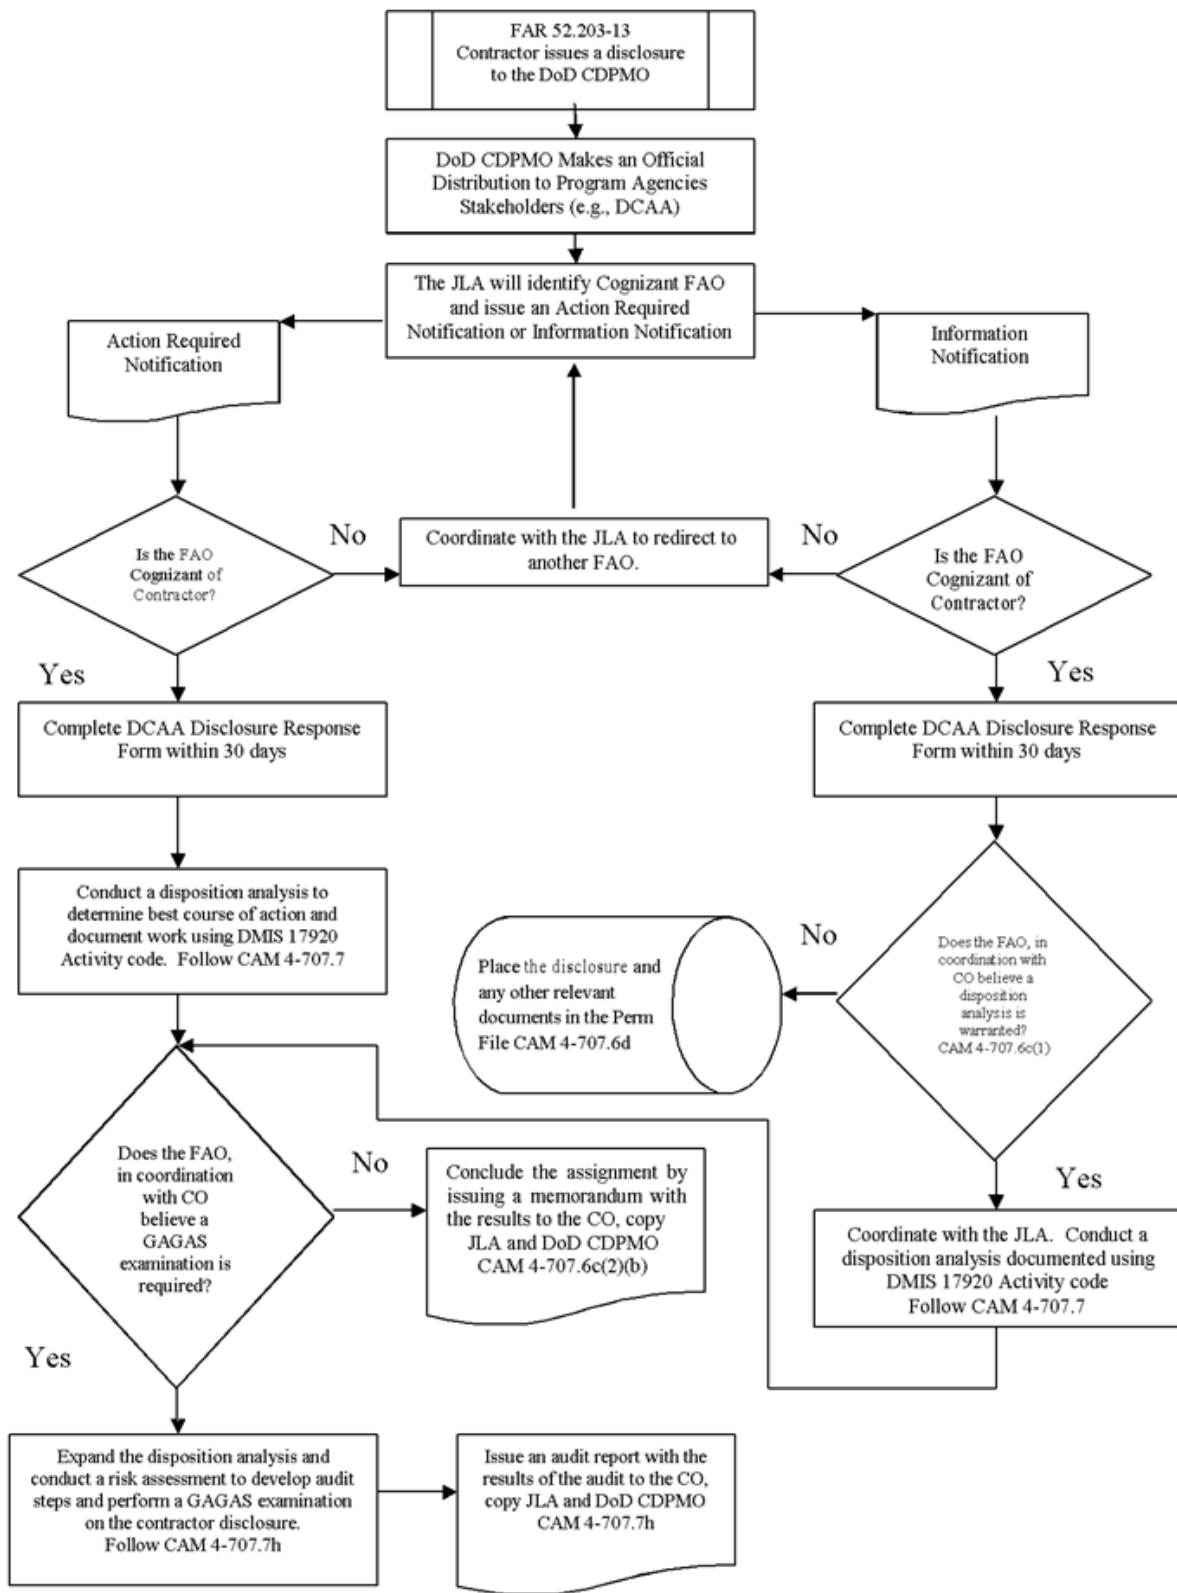 FAR 52.203-13
Contractor issues a disclosure
to the DoD CDPMO
DoD CDPMO Makes an Official
Distribution to Program Agencies
Stakeholders (e.g., DCAA)
The JLA will identify Cognizant FAO
and issue an Action Required
Notification or Information Notification
Action Required
Notification
Information
Notification
Is the FAO
Cognizant of
Contractor?
No
Coordinate with the JLA to redirect to
another FAO.
No
Is the FAO
Cognizant of
Contractor?
Yes
Yes
Complete DCAA Disclosure Response
Form within 30 days
Complete DCAA Disclosure Response
Form within 30 days
Conduct a disposition analysis to
determine best course of action and
document work using DMIS 17920
Activity code.  Follow CAM 4-707.7
Place the disclosure and
any other relevant
documents in the Perm
File CAM 4-707.6d
No
Does the FAO, in
coordination with
CO believe a
disposition
analysis is
warranted?
CAM 4-707.6c(1)
Does the FAO,
in coordination
with CO
believe a
GAGAS
examination is
required?
No
Conclude the assignment by
issuing a memorandum with
the results to the CO, copy
JLA and DoD CDPMO
CAM 4-707.6c(2)(b)
Yes
Coordinate with the JLA.  Conduct a
disposition analysis documented using
DMIS 17920 Activity code
Follow CAM 4-707.7
Yes
Expand the disposition analysis and
conduct a risk assessment to develop audit
steps and perform a GAGAS examination
on the contractor disclosure.
Follow CAM 4-707.7h
Issue an audit report with the
results of the audit to the CO,
copy JLA and DoD CDPMO
CAM 4-707.7h